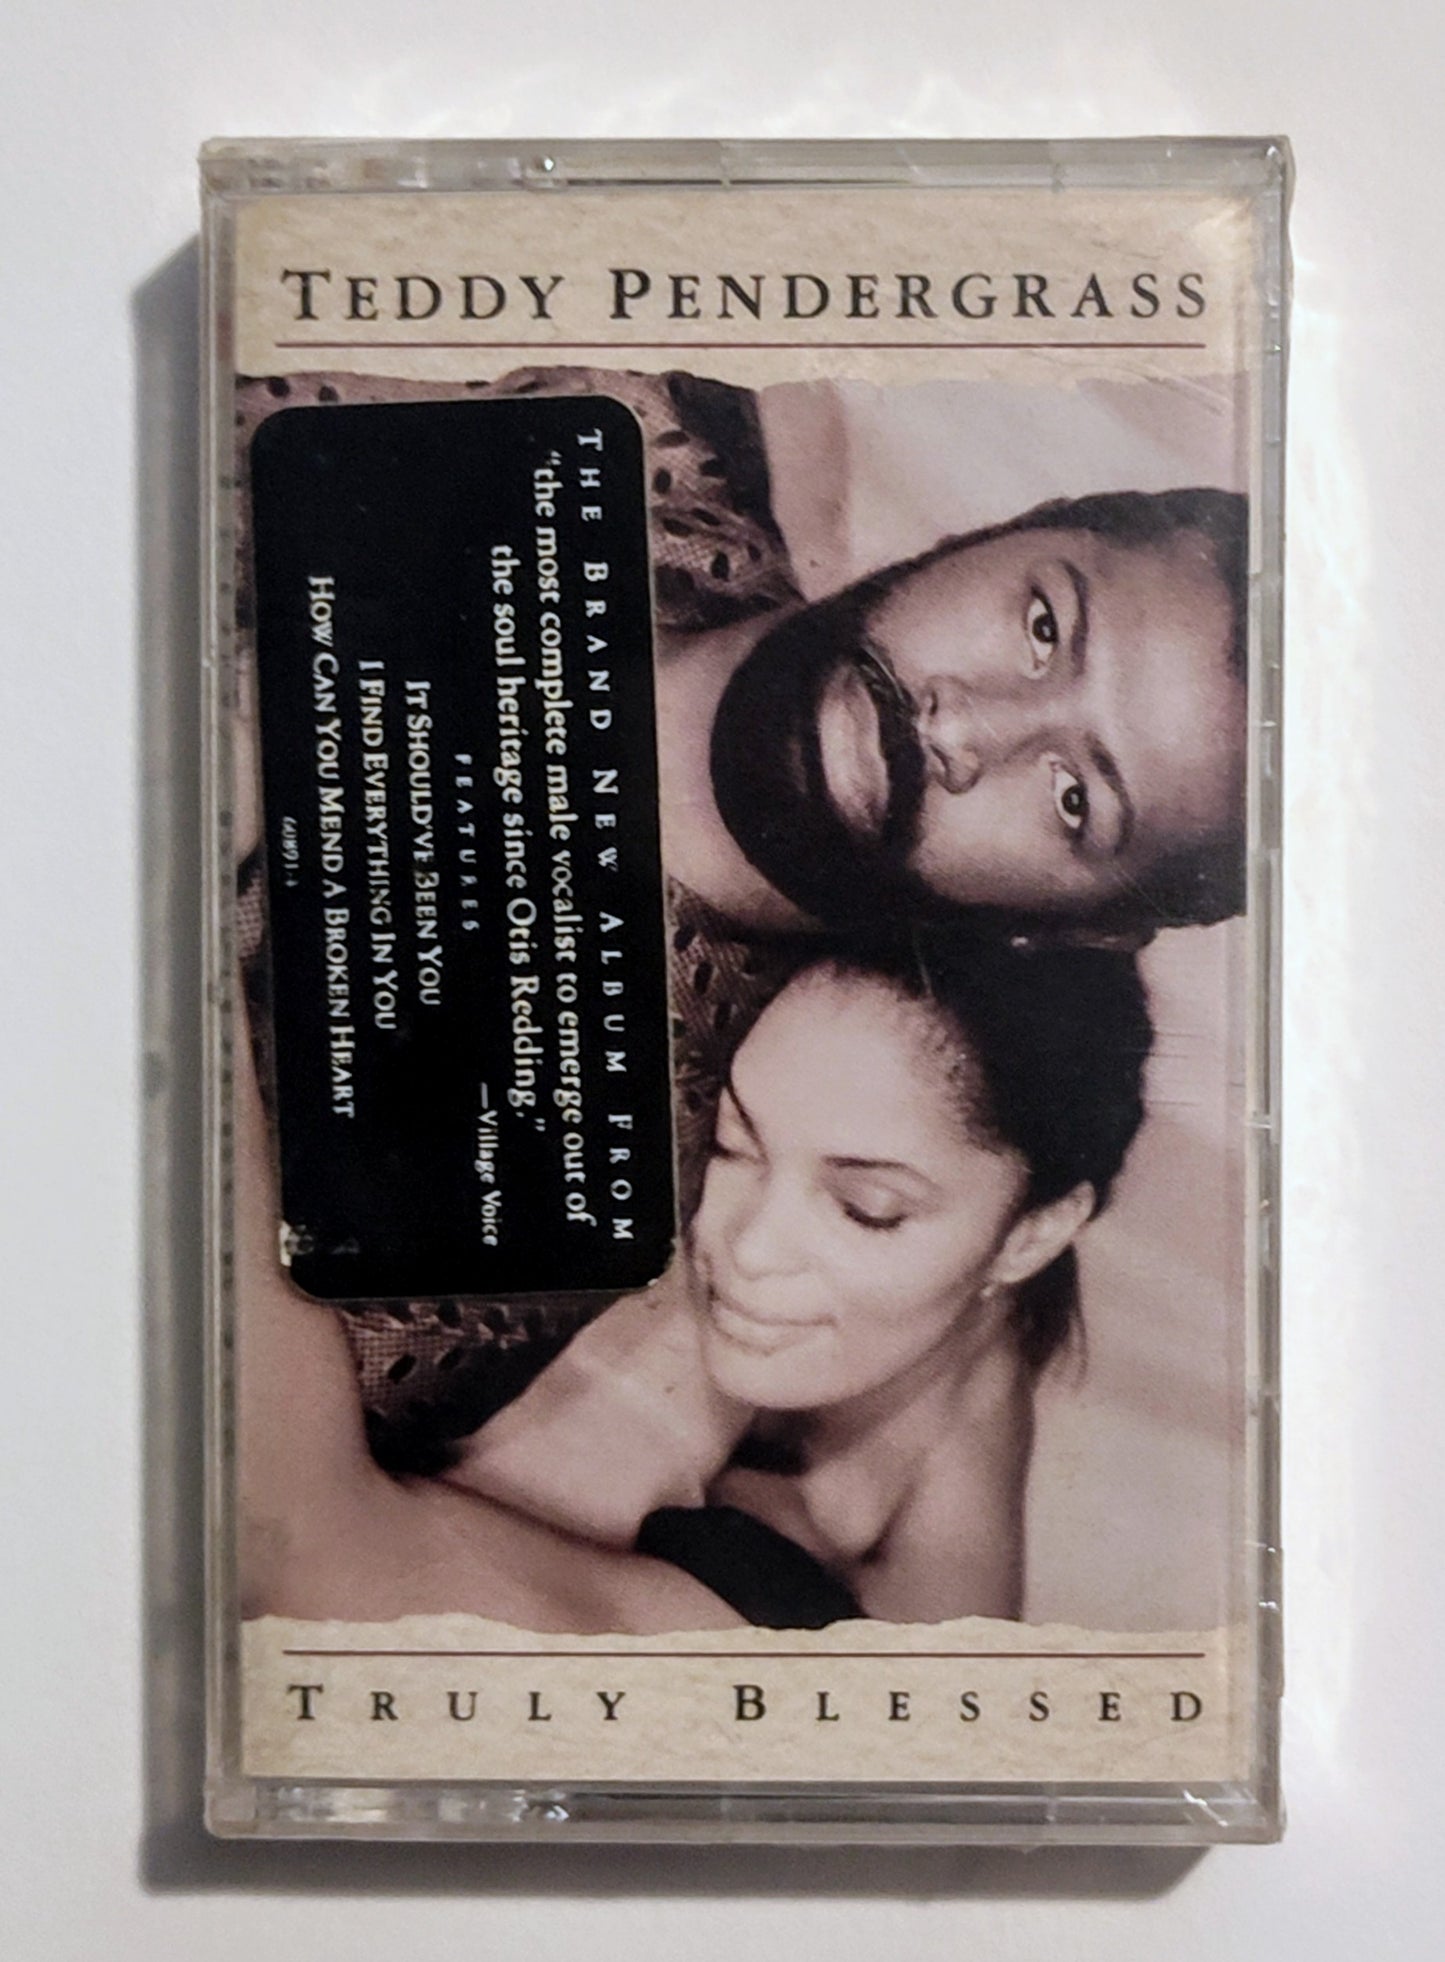 TEDDY PENDERGRASS
THE BRAND NEW ALBUM FROM
"the most complete male vocalist to emerge out of
the soul heritage since Otis Redding,"
—Village Voice
FEATURES
IT SHOULD'VE BEEN YOU
I FIND EVERYTHING IN YOU
HOW CAN YOU MEND A BROKEN HEART
TRULY BLESSED